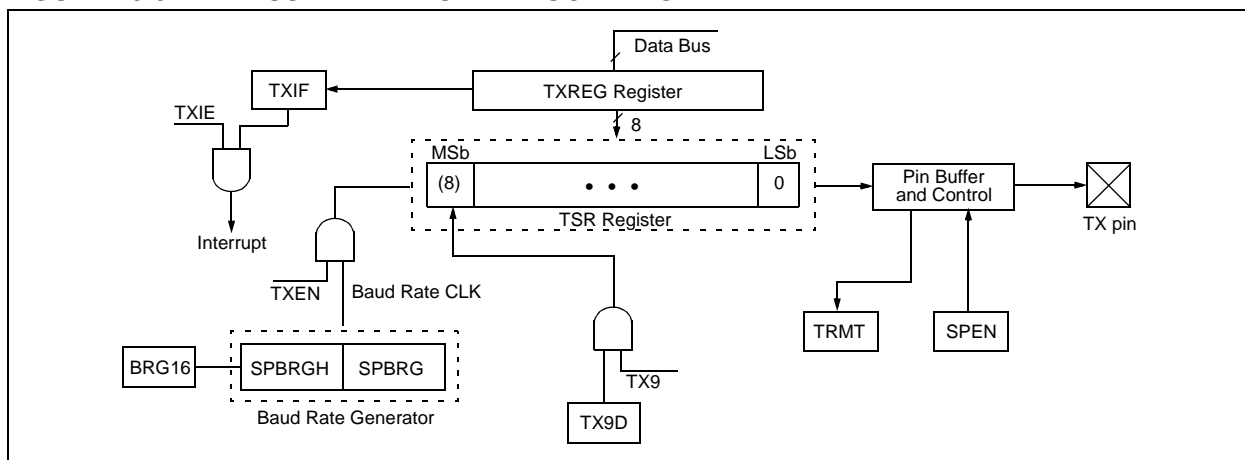 Data Bus
TXIF
TXREG Register
TXIE
8
MSb
LSb
(8)
• • •
0
Pin Buffer
and Control
TSR Register
Interrupt
TX pin
TXEN
Baud Rate CLK
TRMT
SPEN
BRG16
SPBRGH
SPBRG
TX9
Baud Rate Generator
TX9D